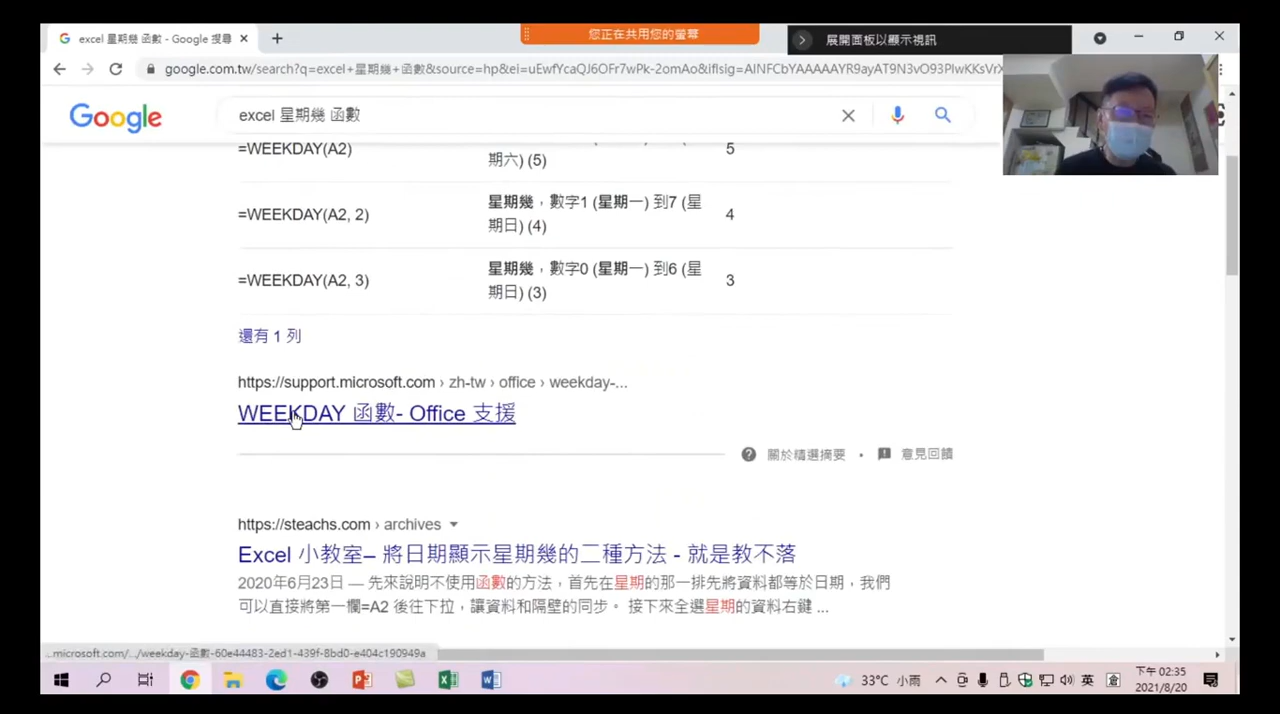 excel 星期幾 函數 - Google 搜尋
您正在共用您的螢幕
展開面板以顯示視訊
google.com.tw/search?q=excel+星期幾+函數&source=hp&ei=uEwfYcaQJ6OFr7wPk-2omAo&iflsig=AINFCbYAAAAAYR9ayAT9N3vO93PIwKKsVrX
Google
excel 星期幾 函數
=WEEKDAY(A2)
期六) (5)
5
=WEEKDAY(A2, 2)
星期幾，數字1 (星期一) 到7 (星
期日) (4)
4
=WEEKDAY(A2, 3)
星期幾，數字0 (星期一) 到6 (星
期日) (3)
3
還有 1 列
https://support.microsoft.com › zh-tw › office › weekday-...
WEEKDAY 函數- Office 支援
關於精選摘要 • 意見回饋
https://steachs.com › archives
Excel 小教室– 將日期顯示星期幾的二種方法 - 就是教不落
2020年6月23日 — 先來說明不使用函數的方法，首先在星期的那一排先將資料都等於日期，我們
可以直接將第一欄=A2 後往下拉，讓資料和隔壁的同步。 接下來全選星期的資料右鍵 ...
.microsoft.com/.../weekday-函數-60e44483-2ed1-439f-8bd0-e404c190949a
33°C 小雨
英
倉
下午 02:35
2021/8/20